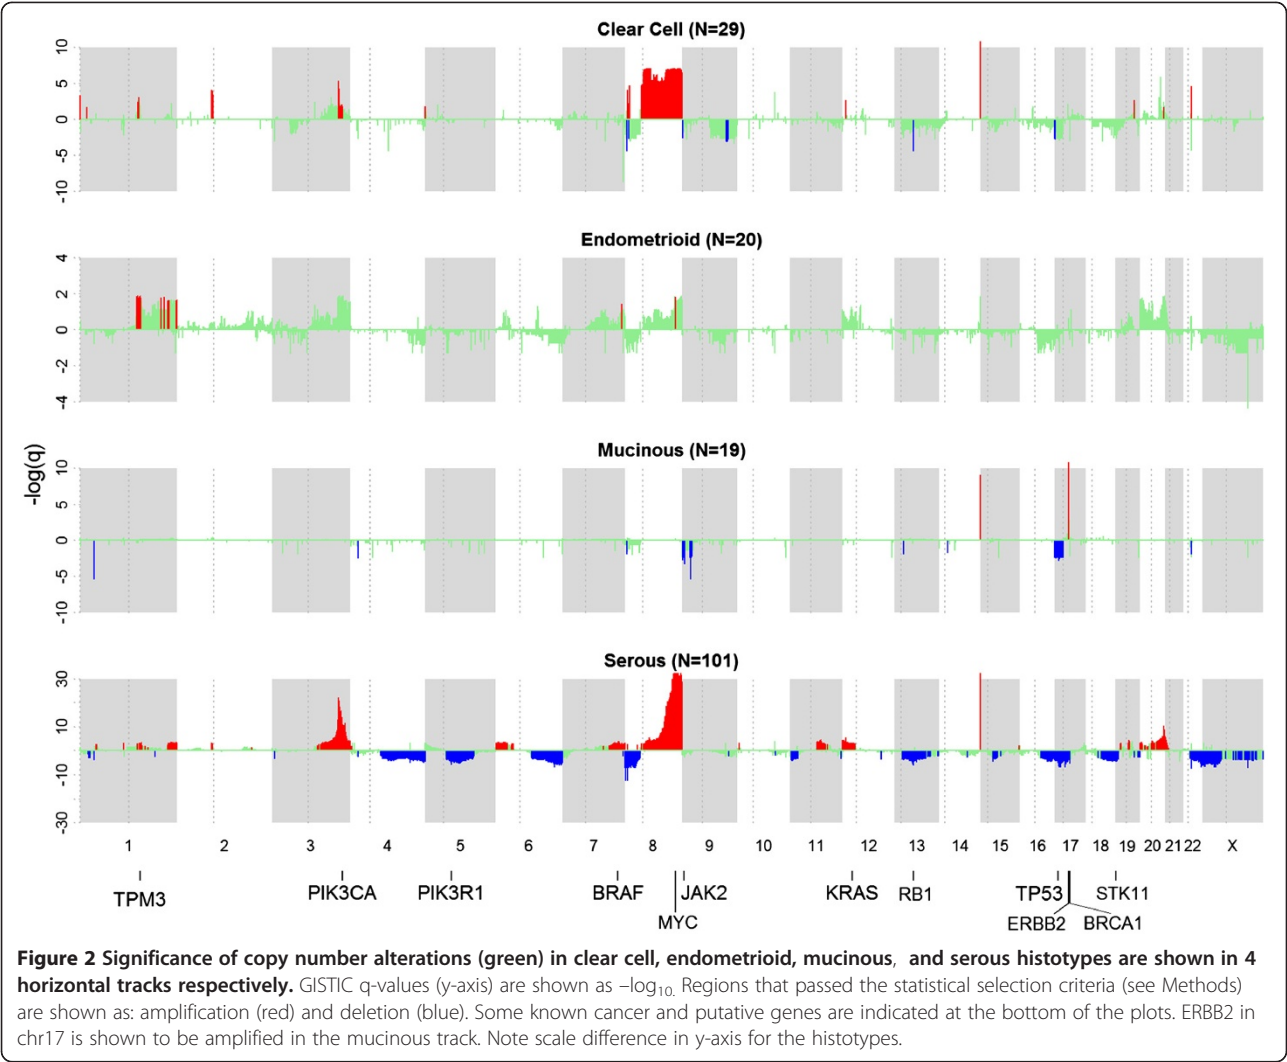 Clear Cell (N=29)
10
5
0
-5
-10
Endometrioid (N=20)
4
2
0
-2
-4
-log(q)
Mucinous (N=19)
10
5
0
-5
-10
Serous (N=101)
30
10
-10
-30
1 2 3 4 5 6 7 8 9 10 11 12 13 14 15 16 17 18 19 20 21 22 X
TPM3 PIK3CA PIK3R1 BRAF JAK2 KRAS RB1 TP53 STK11
MYC ERBB2 BRCA1
Figure 2 Significance of copy number alterations (green) in clear cell, endometrioid, mucinous, and serous histotypes are shown in 4
horizontal tracks respectively. GISTIC q-values (y-axis) are shown as –log10. Regions that passed the statistical selection criteria (see Methods)
are shown as: amplification (red) and deletion (blue). Some known cancer and putative genes are indicated at the bottom of the plots. ERBB2 in
chr17 is shown to be amplified in the mucinous track. Note scale difference in y-axis for the histotypes.